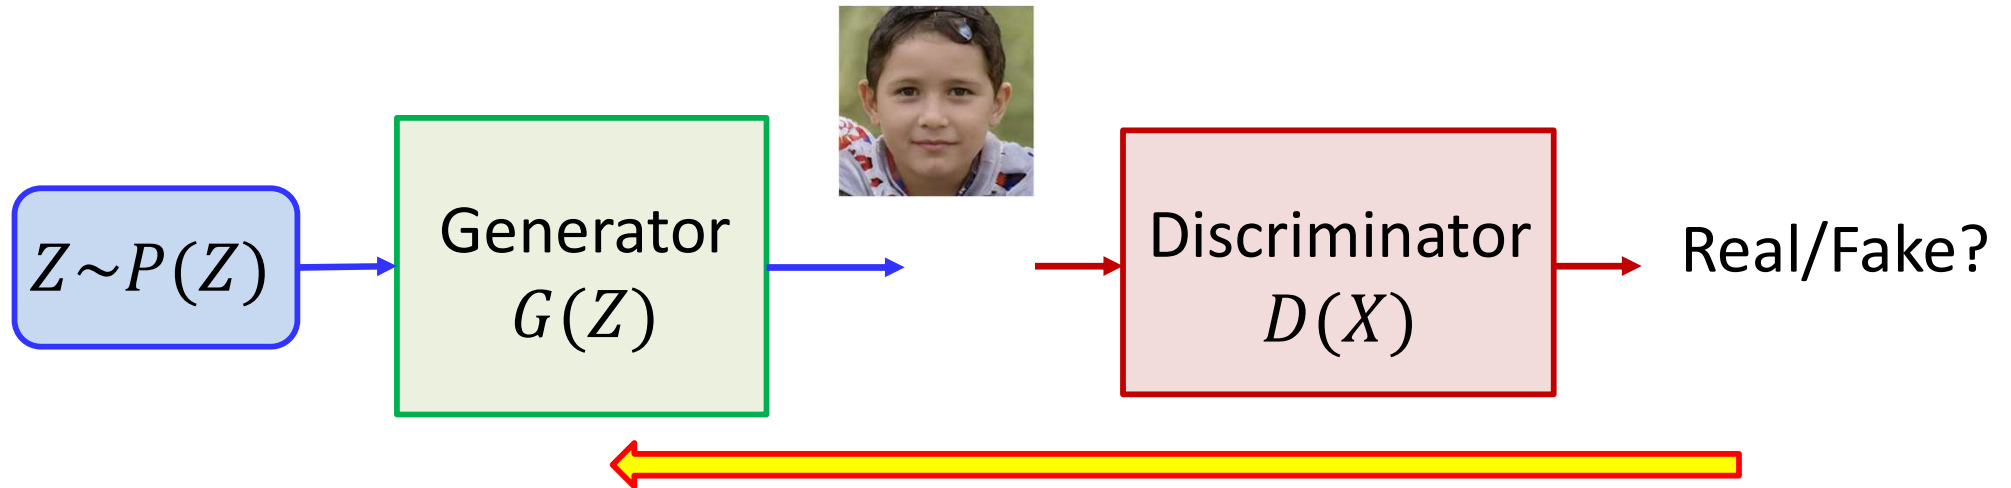 Z~P(Z)
Generator
G(Z)
Discriminator
D(X)
Real/Fake?